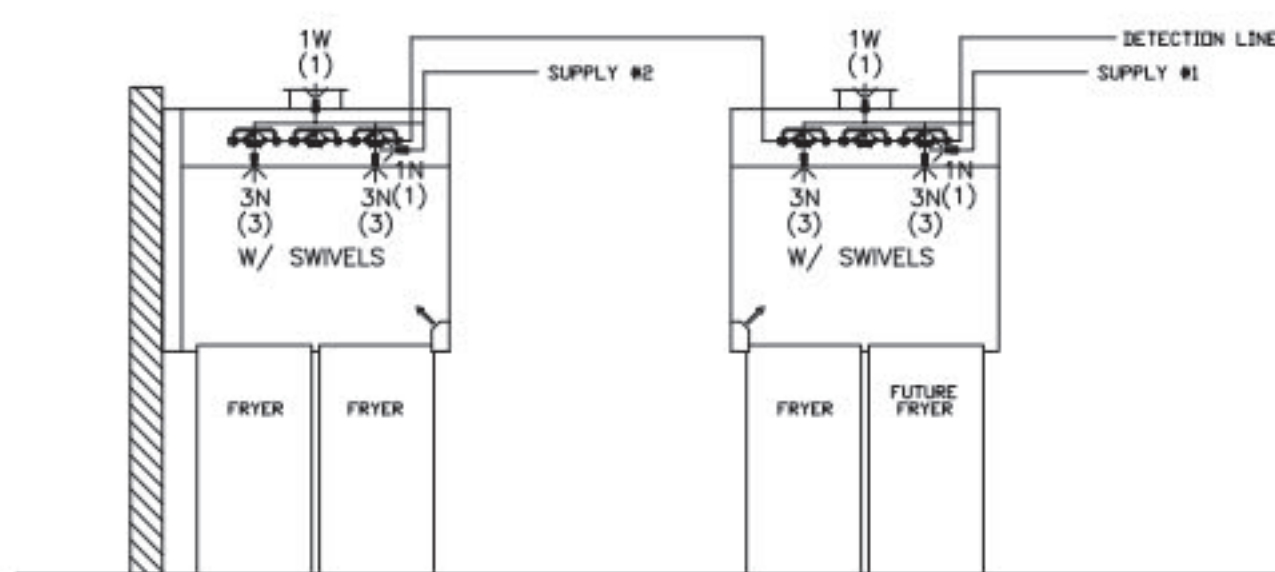 1W
(1)
SUPPLY #2
1W
(1)
DETECTION LINE
SUPPLY #1
3N
(3)
1N
3N(1)
(3)
W/ SWIVELS
3N
(3)
1N
3N(1)
(3)
W/ SWIVELS
FRYER
FRYER
FRYER
FUTURE
FRYER